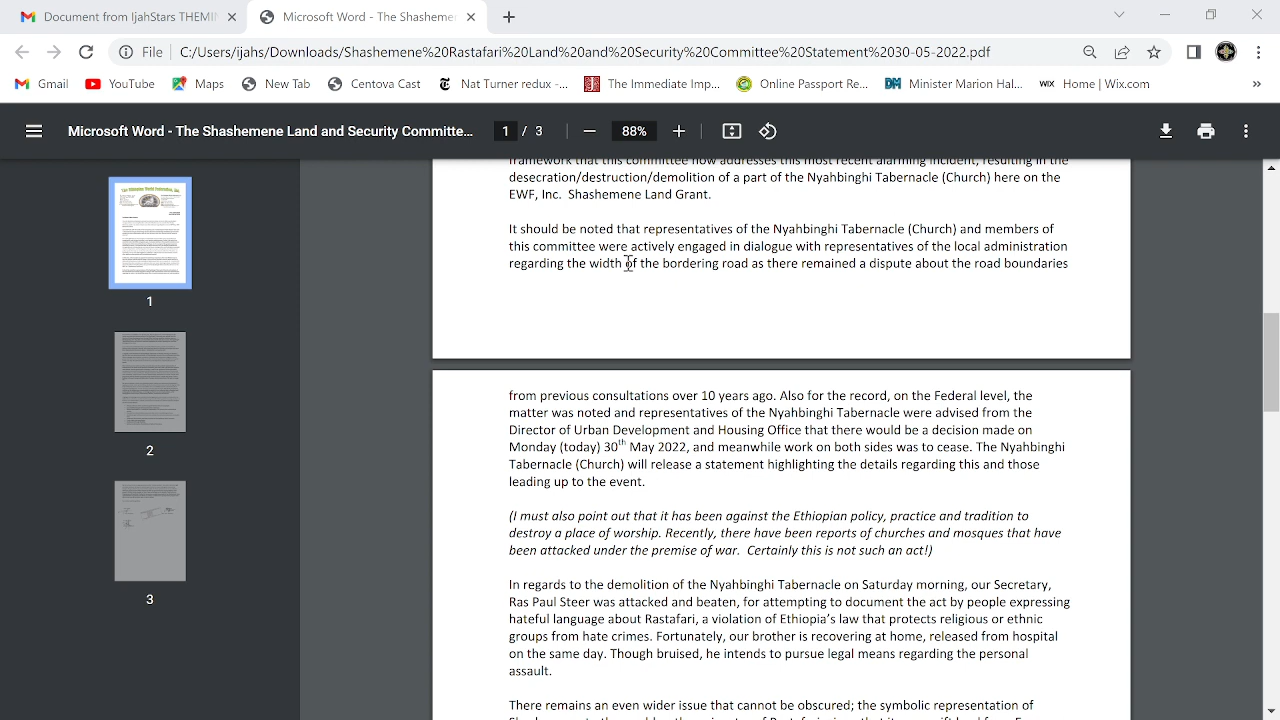 Document from IjahStars THEMIN
Microsoft Word - The Shasheme
File
C:/Users/ijahs/Downloads/Shashemene%20Rastafari%20Land%20and%20Security%20Committee%20Statement%2030-05-2022.pdf
Gmail
YouTube
Maps
New Tab
Centova Cast
Nat Turner redux -...
The Immediate Imp...
Online Passport Re...
Minister Marion Hal...
WIX Home | Wix.com
Microsoft Word - The Shashemene Land and Security Committe...
1 / 3
88%
1
2
3
framework that this committee now addresses this most recent alarming incident, resulting in the
desecration/destruction/demolition of a part of the Nyahbinghi Tabernacle (Church) here on the
EWF, Inc. Shashemene Land Grant.
It should be noted that representatives of the Nyahbinghi Tabernacle (Church) and members of
this committee were actively engaged in dialogue with representatives of the local administration
regarding the width of the bordering road as there remained a dispute about the road boundaries
from previous consultations over 10 years ago. Also for the record, on the Federal level, the
matter was noted and representatives of the Nyahbinghi Tabernacle were advised from the
Director of Urban Development and Housing Office that there would be a decision made on
Monday (today) 30th May 2022, and meanwhile work on both sides was to cease. The Nyahbinghi
Tabernacle (Church) will release a statement highlighting the details regarding this and those
leading up to the event.
(I must also point out that it has been against the Ethiopian policy, practice and tradition to
destroy a place of worship. Recently, there have been reports of churches and mosques that have
been attacked under the premise of war. Certainly this is not such an act!)
In regards to the demolition of the Nyahbinghi Tabernacle on Saturday morning, our Secretary,
Ras Paul Steer was attacked and beaten, for attempting to document the act by people expressing
hateful language about Rastafari, a violation of Ethiopia's law that protects religious or ethnic
groups from hate crimes. Fortunately, our brother is recovering at home, released from hospital
on the same day. Though bruised, he intends to pursue legal means regarding the personal
assault.
There remains an even wider issue that cannot be obscured; the symbolic representation of